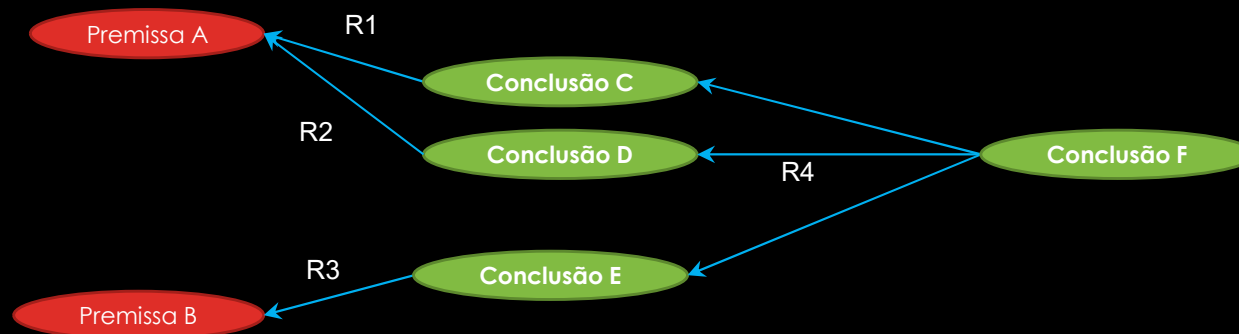 R1
Premissa A
Conclusão C
R2
Conclusão D
Conclusão F
R4
R3
Conclusão E
Premissa B